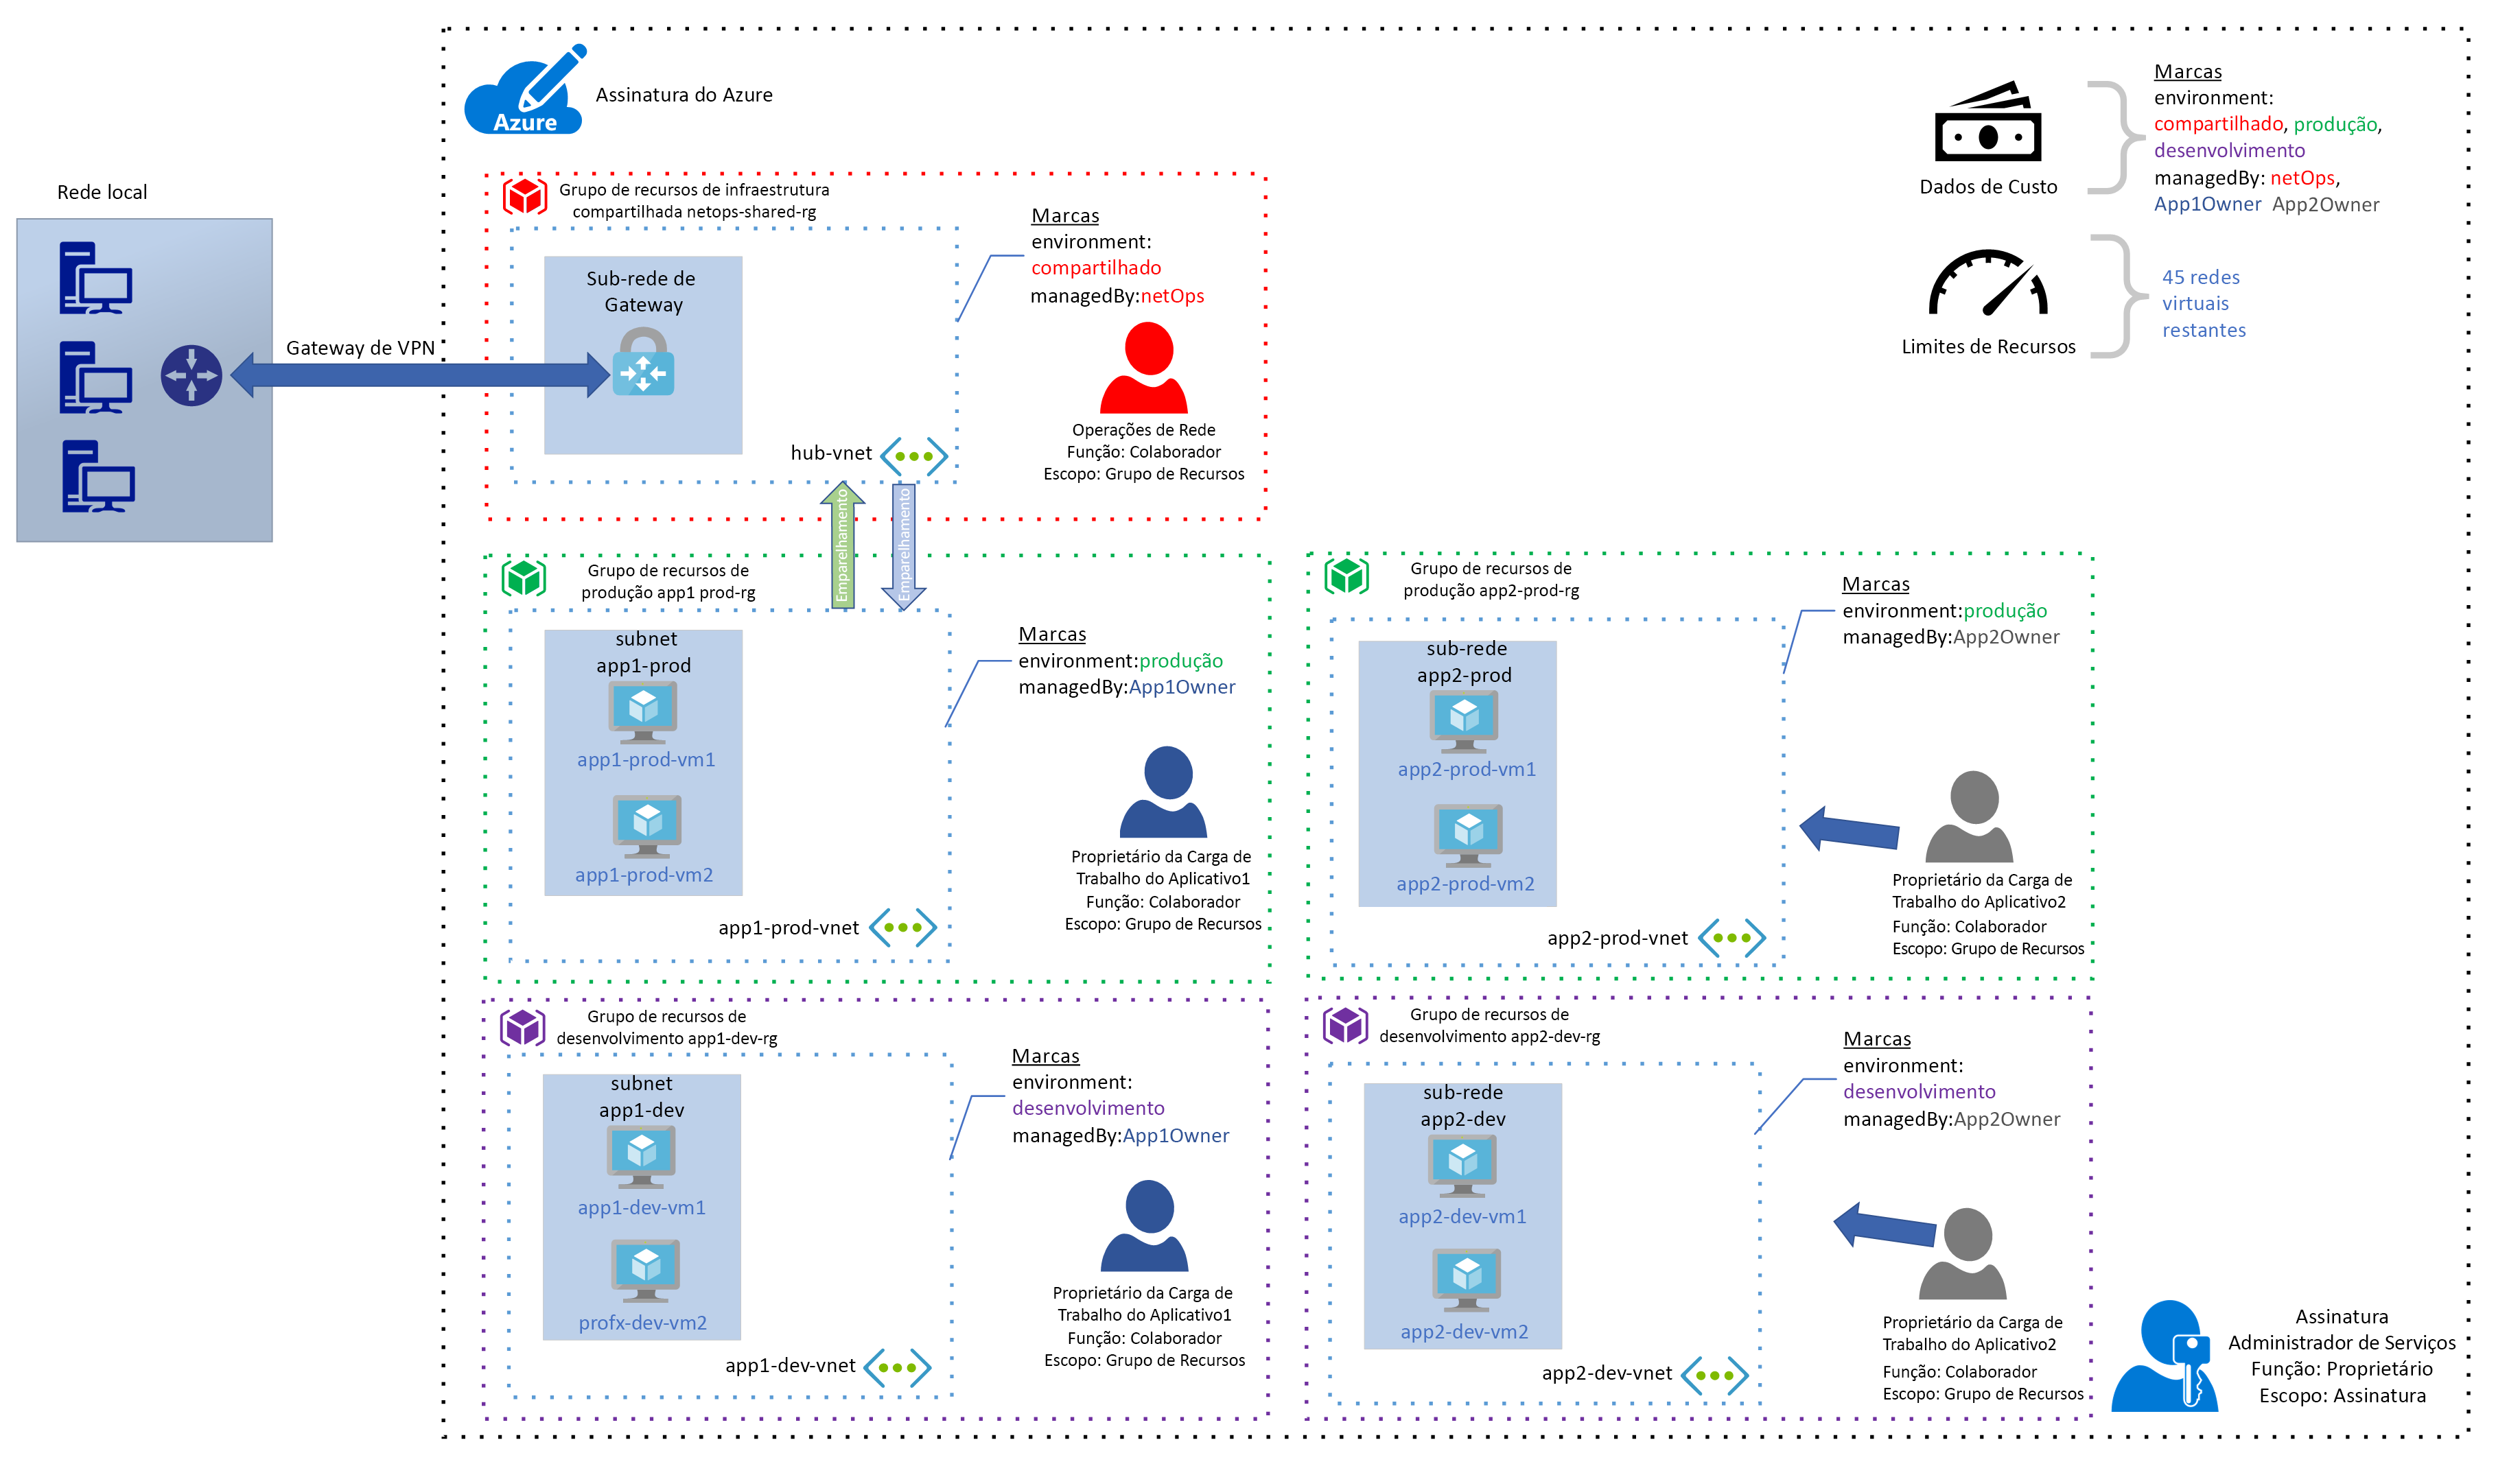 Azure
Assinatura do Azure
Dados de Custo
Marcas
environment:
compartilhado, produção,
desenvolvimento
managedBy: netOps,
App1Owner App2Owner
Limites de Recursos
45 redes
virtuais
restantes
Rede local
Gateway de VPN
Grupo de recursos de infraestrutura
compartilhada netops-shared-rg
Sub-rede de
Gateway
hub-vnet
Marcas
environment:
compartilhado
managedBy:netOps
Operações de Rede
Função: Colaborador
Escopo: Grupo de Recursos
Emparelhamento
Emparelhamento
Grupo de recursos de
produção app1 prod-rg
subnet
app1-prod
app1-prod-vm1
app1-prod-vm2
app1-prod-vnet
Marcas
environment:produção
managedBy:App1Owner
Proprietário da Carga de
Trabalho do Aplicativo1
Função: Colaborador
Escopo: Grupo de Recursos
Grupo de recursos de
produção app2-prod-rg
sub-rede
app2-prod
app2-prod-vm1
app2-prod-vm2
app2-prod-vnet
Marcas
environment:produção
managedBy:App2Owner
Proprietário da Carga de
Trabalho do Aplicativo2
Função: Colaborador
Escopo: Grupo de Recursos
Grupo de recursos de
desenvolvimento app1-dev-rg
subnet
app1-dev
app1-dev-vm1
profx-dev-vm2
app1-dev-vnet
Marcas
environment:
desenvolvimento
managedBy:App1Owner
Proprietário da Carga de
Trabalho do Aplicativo1
Função: Colaborador
Escopo: Grupo de Recursos
Grupo de recursos de
desenvolvimento app2-dev-rg
sub-rede
app2-dev
app2-dev-vm1
app2-dev-vm2
app2-dev-vnet
Marcas
environment:
desenvolvimento
managedBy:App2Owner
Proprietário da Carga de
Trabalho do Aplicativo2
Função: Colaborador
Escopo: Grupo de Recursos
Assinatura
Administrador de Serviços
Função: Proprietário
Escopo: Assinatura